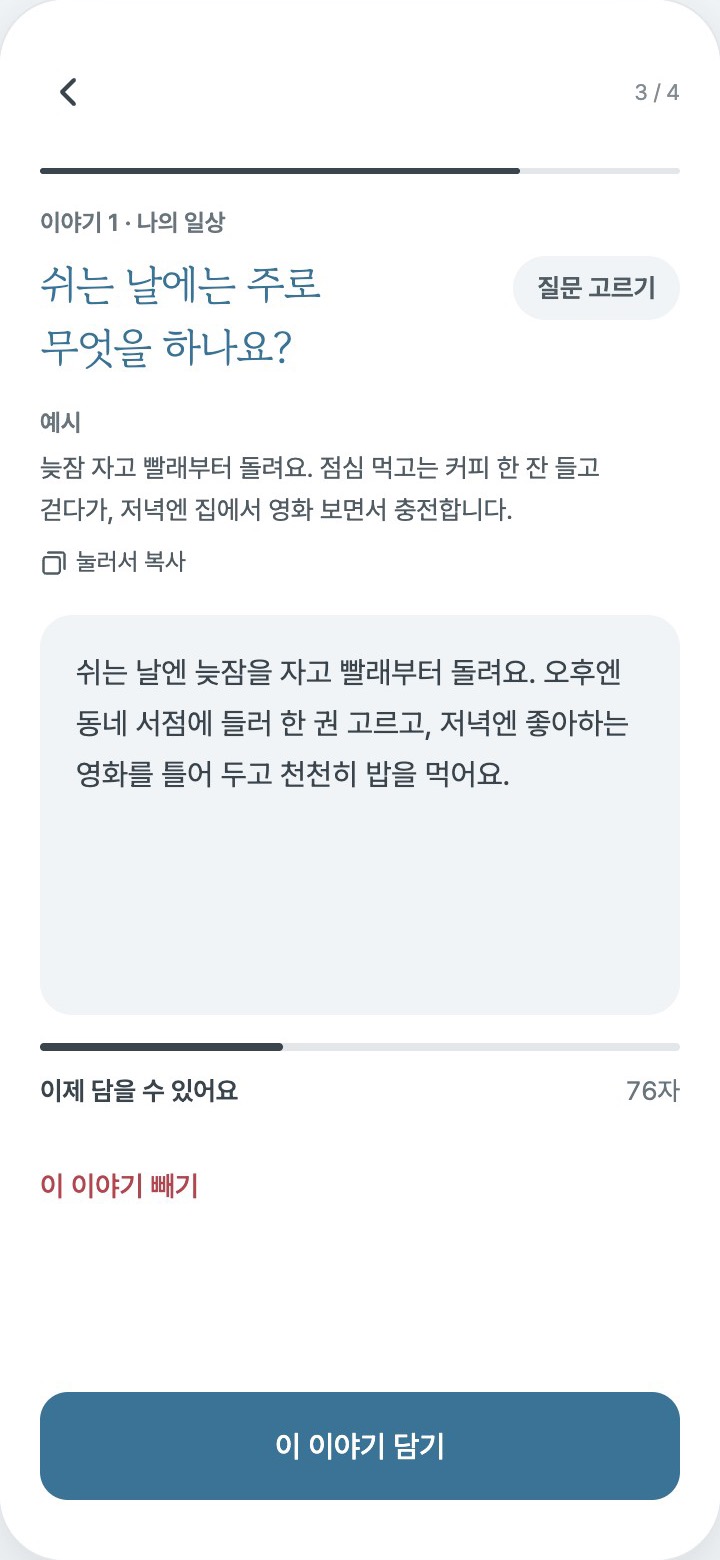 3 / 4
이야기 1 · 나의 일상
쉬는 날에는 주로
무엇을 하나요?
질문 고르기
예시
늦잠 자고 빨래부터 돌려요. 점심 먹고는 커피 한 잔 들고
걷다가, 저녁엔 집에서 영화 보면서 충전합니다.
눌러서 복사
쉬는 날엔 늦잠을 자고 빨래부터 돌려요. 오후엔
동네 서점에 들러 한 권 고르고, 저녁엔 좋아하는
영화를 틀어 두고 천천히 밥을 먹어요.
이제 담을 수 있어요
76자
이 이야기 빼기
이 이야기 담기